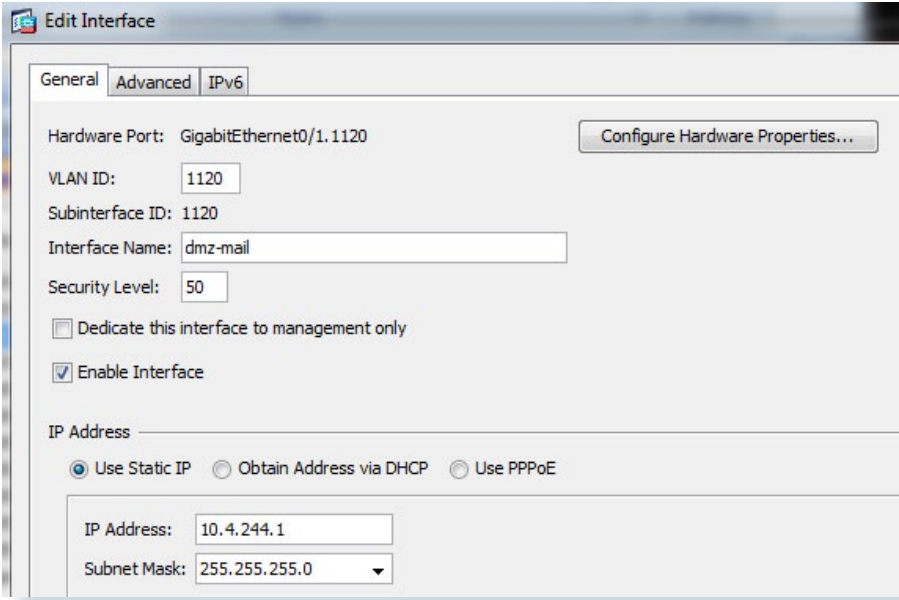 Edit Interface
General Advanced IPv6
Hardware Port: GigabitEthernet0/1.1120 Configure Hardware Properties...
VLAN ID: 1120
Subinterface ID: 1120
Interface Name: dmz-mail
Security Level: 50
Dedicate this interface to management only
Enable Interface
IP Address
Use Static IP Obtain Address via DHCP Use PPPoE
IP Address: 10.4.244.1
Subnet Mask: 255.255.255.0